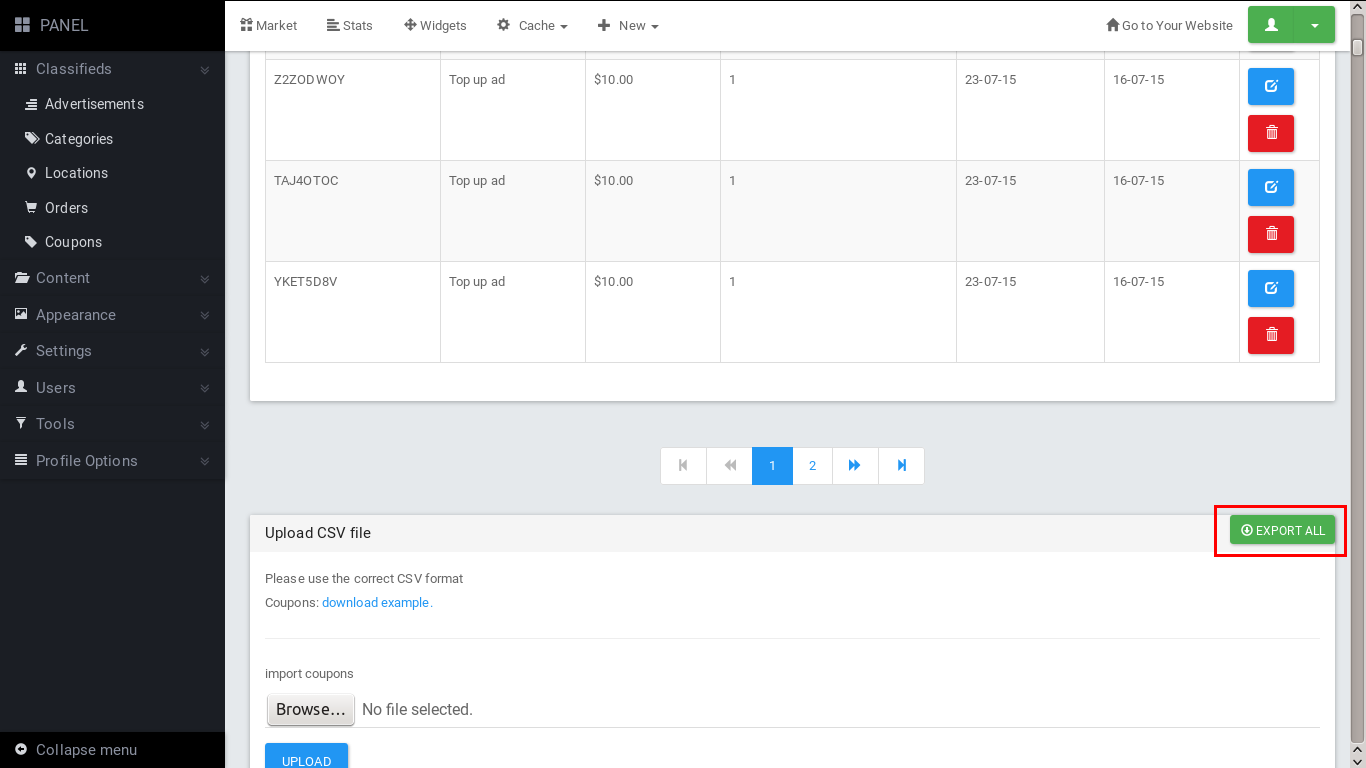 PANEL
Market Stats Widgets Cache New Go to Your Website
Classifieds
Advertisements
Categories
Locations
Orders
Coupons
Content
Appearance
Settings
Users
Tools
Profile Options
Collapse menu
Z2ZODWOY Top up ad $10.00 1 23-07-15 16-07-15
TAJ4OTOC Top up ad $10.00 1 23-07-15 16-07-15
YKET5D8V Top up ad $10.00 1 23-07-15 16-07-15
1 2
Upload CSV file EXPORT ALL
Please use the correct CSV format
Coupons: download example.
import coupons
Browse... No file selected.
UPLOAD